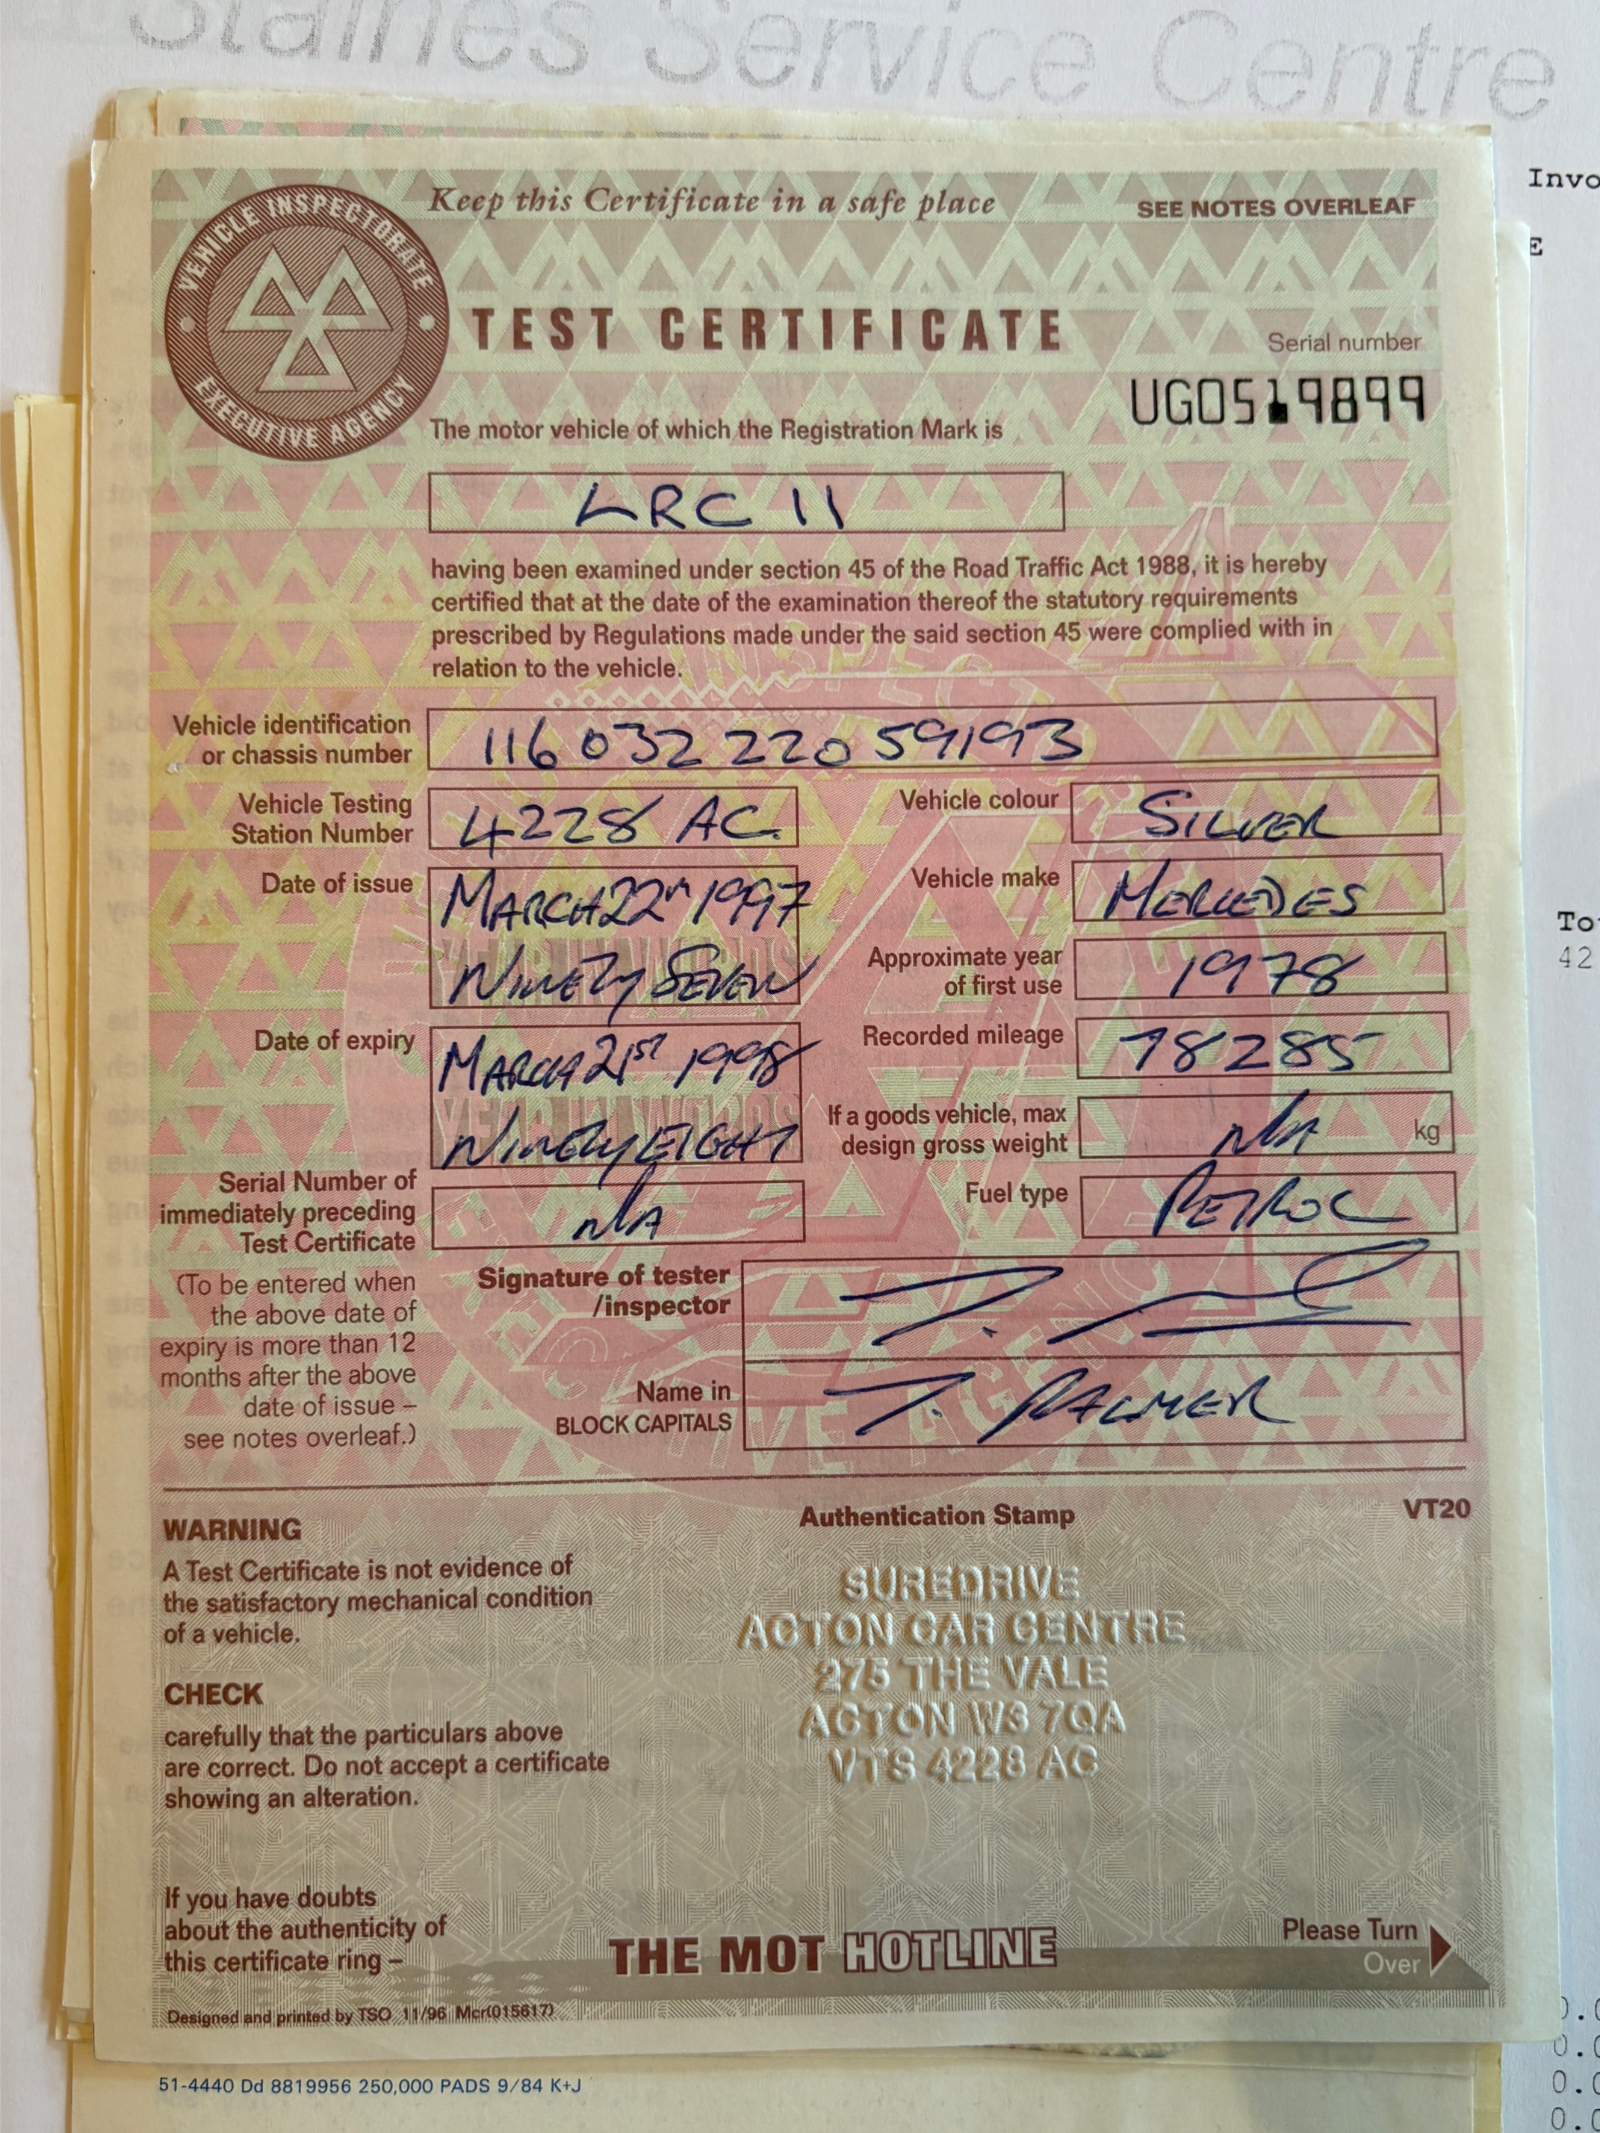 Staines Service Centre
Invo
E
VEHICLE INSPECTORATE
EXECUTIVE AGENCY
Keep this Certificate in a safe place
SEE NOTES OVERLEAF
TEST CERTIFICATE
Serial number
UG0519899
The motor vehicle of which the Registration Mark is
LRC 11
having been examined under section 45 of the Road Traffic Act 1988, it is hereby
certified that at the date of the examination thereof the statutory requirements
prescribed by Regulations made under the said section 45 were complied with in
relation to the vehicle.
Vehicle identification
or chassis number
116 032 220 59193
Vehicle Testing
Station Number
4228 AC.
Vehicle colour
SILVER
Date of issue
MARCH 22nd 1997
NINETY SEVEN
Vehicle make
MERCEDES
Approximate year
of first use
1978
Date of expiry
MARCH 21st 1998
NINETY EIGHT
Recorded mileage
78285
If a goods vehicle, max
design gross weight
N/A
kg
Serial Number of
immediately preceding
Test Certificate
N/A
Fuel type
PETROL
(To be entered when
the above date of
expiry is more than 12
months after the above
date of issue –
see notes overleaf.)
Signature of tester
/inspector
Name in
BLOCK CAPITALS
T. PALMER
To
42
WARNING
A Test Certificate is not evidence of
the satisfactory mechanical condition
of a vehicle.
Authentication Stamp
VT20
SUREDRIVE
ACTON CAR CENTRE
275 THE VALE
ACTON W3 7QA
VTS 4228 AC
CHECK
carefully that the particulars above
are correct. Do not accept a certificate
showing an alteration.
If you have doubts
about the authenticity of
this certificate ring –
THE MOT HOTLINE
Please Turn
Over
Designed and printed by TSO 11/96 Mcr(015617)
51-4440 Dd 8819956 250,000 PADS 9/84 K+J